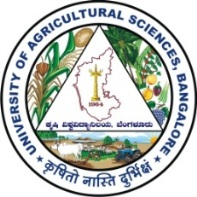 UNIVERSITY OF AGRICULTURAL SCIENCES, BANGALORE
1964
ಕೃಷಿ ವಿಶ್ವವಿದ್ಯಾನಿಲಯ, ಬೆಂಗಳೂರು
★ कृषितो नास्ति दुर्भिक्षं ★